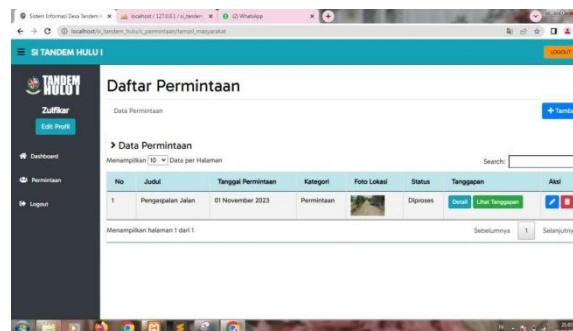 Sistem Informasi Desa Tandem H
localhost / 127.0.0.1 / si_tandem
WhatsApp
localhost/si_tandem_hulu/c_permintaan/tampil_masyarakat
SI TANDEM HULU I
LOGOUT
TANDEM
HULU I
Zulfikar
Edit Profil
Dashboard
Permintaan
Logout
Daftar Permintaan
Data Permintaan
+ Tamba
Data Permintaan
Menampilkan 10 Data per Halaman
Search:
No Judul Tanggal Permintaan Kategori Foto Lokasi Status Tanggapan Aksi
1 Pengaspalan Jalan 01 November 2023 Permintaan Diproses Detail Lihat Tanggapan
Menampilkan halaman 1 dari 1
Sebelumnya 1 Selanjutny